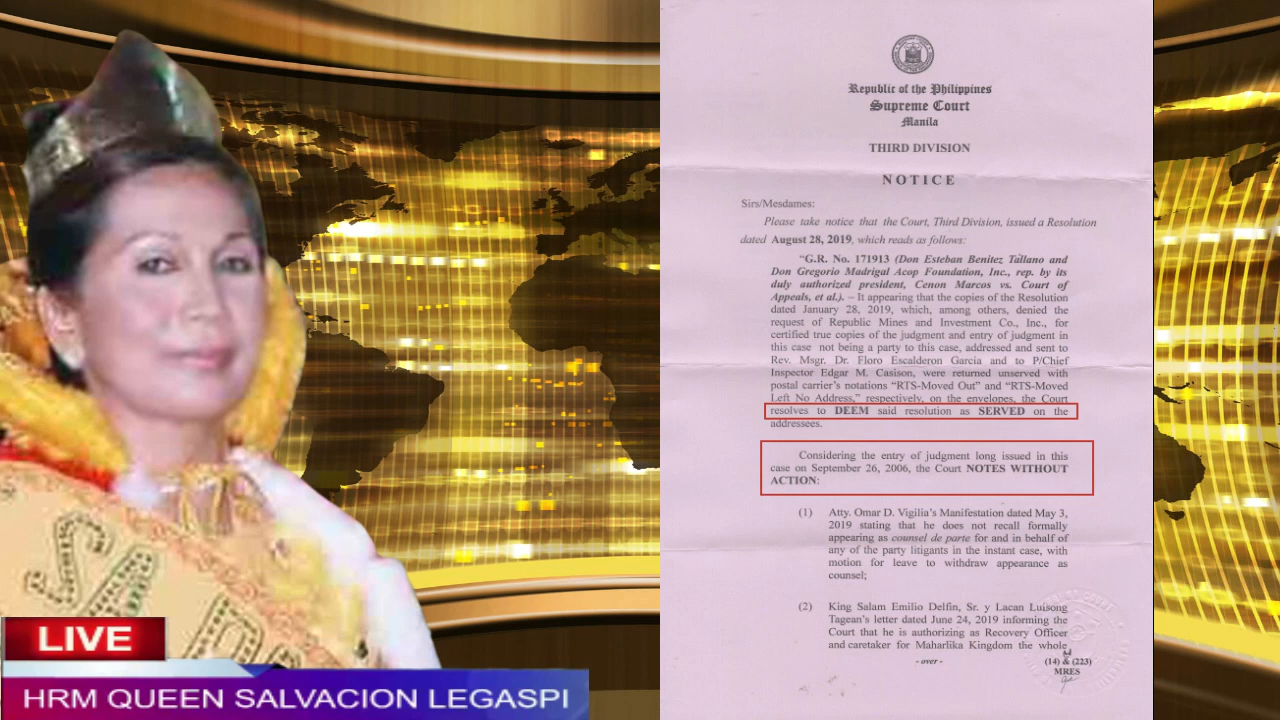 SA
LIVE
HRM QUEEN SALVACION LEGASPI
Republic of the Philippines
Supreme Court
Manila
THIRD DIVISION
NOTICE
Sirs/Mesdames:
Please take notice that the Court, Third Division, issued a Resolution
dated August 28, 2019, which reads as follows:
"G.R. No. 171913 (Don Esteban Benitez Tallano and
Don Gregorio Madrigal Acop Foundation, Inc., rep. by its
duly authorized president, Cenon Marcos vs. Court of
Appeals, et al.). – It appearing that the copies of the Resolution
dated January 28, 2019, which, among others, denied the
request of Republic Mines and Investment Co., Inc., for
certified true copies of the judgment and entry of judgment in
this case not being a party to this case, addressed and sent to
Rev. Msgr. Dr. Floro Escalderon Garcia and to P/Chief
Inspector Edgar M. Casison, were returned unserved with
postal carrier's notations "RTS-Moved Out" and "RTS-Moved
Left No Address," respectively, on the envelopes, the Court
resolves to DEEM said resolution as SERVED on the
addressees.
Considering the entry of judgment long issued in this
case on September 26, 2006, the Court NOTES WITHOUT
ACTION:
(1) Atty. Omar D. Vigilia's Manifestation dated May 3,
2019 stating that he does not recall formally
appearing as counsel de parte for and in behalf of
any of the party litigants in the instant case, with
motion for leave to withdraw appearance as
counsel;
(2) King Salam Emilio Delfin, Sr. y Lacan Luisong
Tagean's letter dated June 24, 2019 informing the
Court that he is authorizing as Recovery Officer
and caretaker for Maharlika Kingdom the whole
- over -
(14) & (223)
MRES